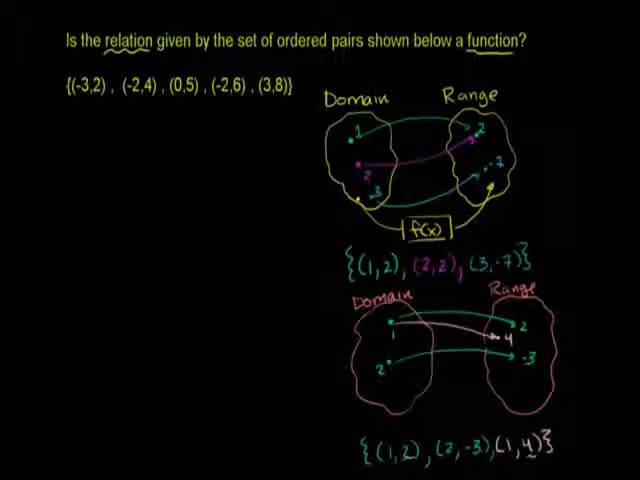 Is the relation given by the set of ordered pairs shown below a function?
{(-3,2) , (-2,4) , (0,5) , (-2,6) , (3,8)}
Domain Range
1 2
2 -7
3
f(x)
{(1,2), (2,2), (3,-7)}
Domain Range
1 2
4
2 -3
{(1,2), (2,-3), (1,4)}